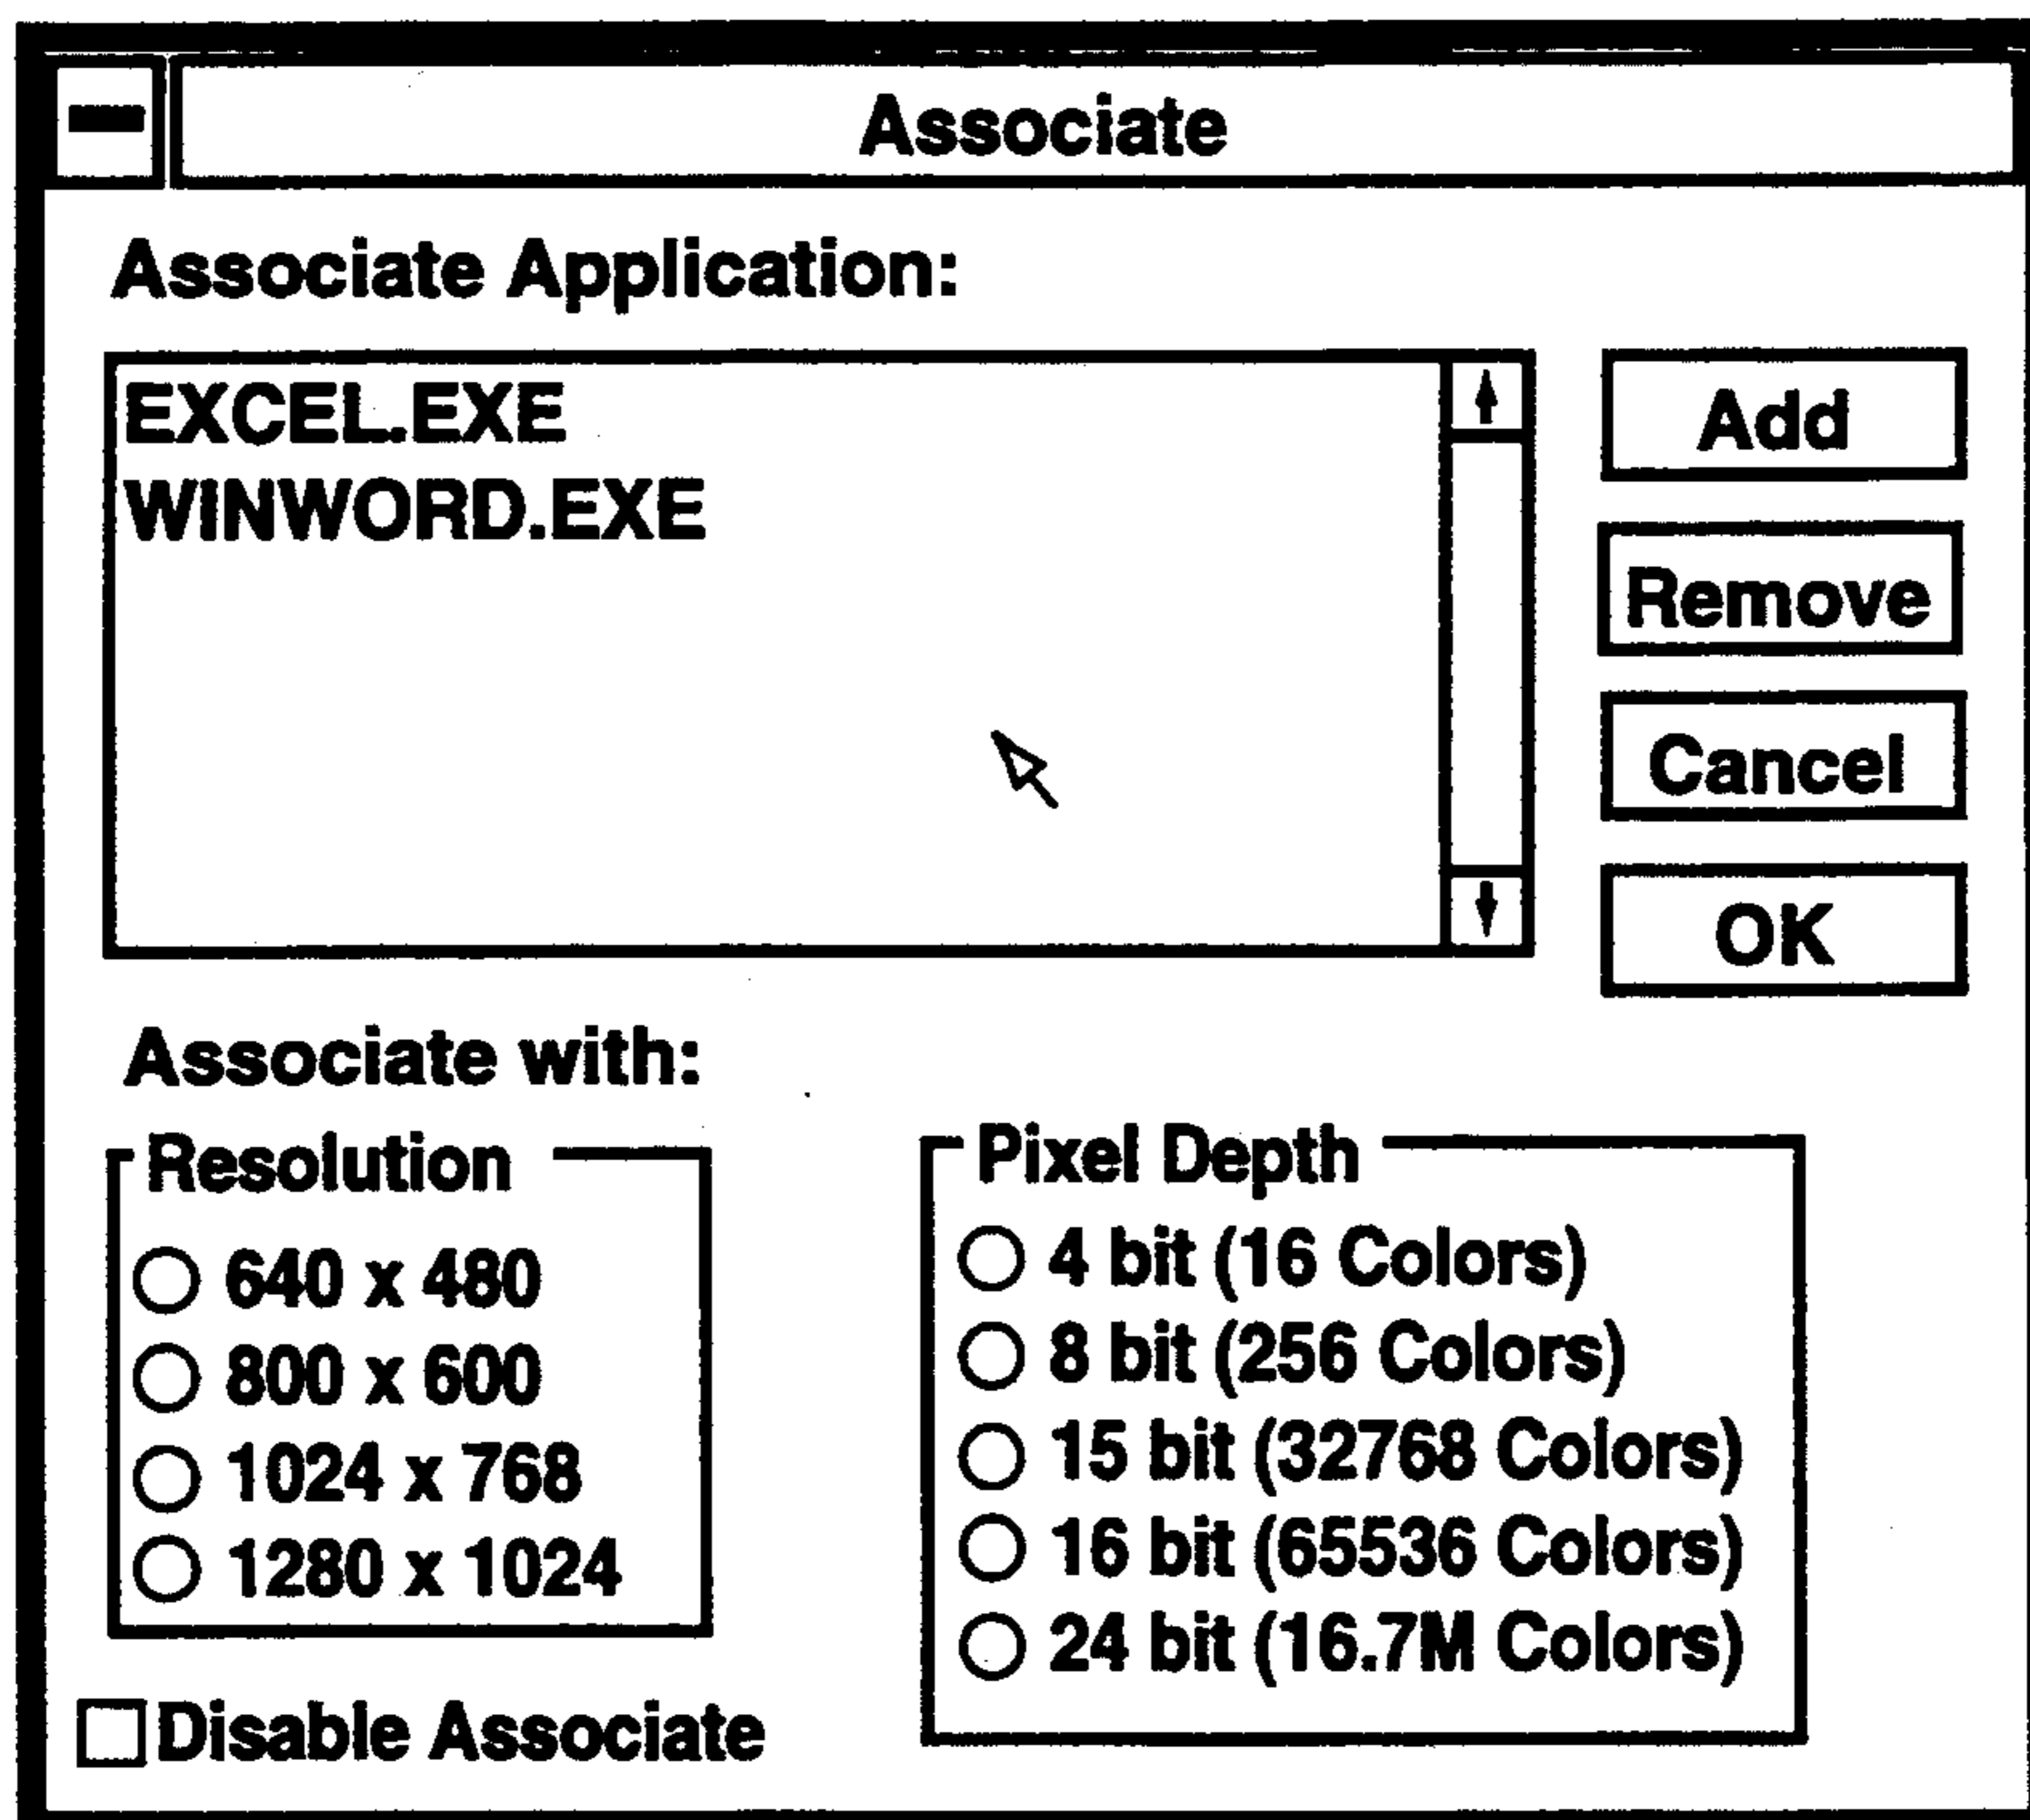 Associate
Associate Application:
EXCEL.EXE
WINWORD.EXE
Add
Remove
Cancel
OK
Associate with:
Resolution
640 x 480
800 x 600
1024 x 768
1280 x 1024
Pixel Depth
4 bit (16 Colors)
8 bit (256 Colors)
15 bit (32768 Colors)
16 bit (65536 Colors)
24 bit (16.7M Colors)
Disable Associate